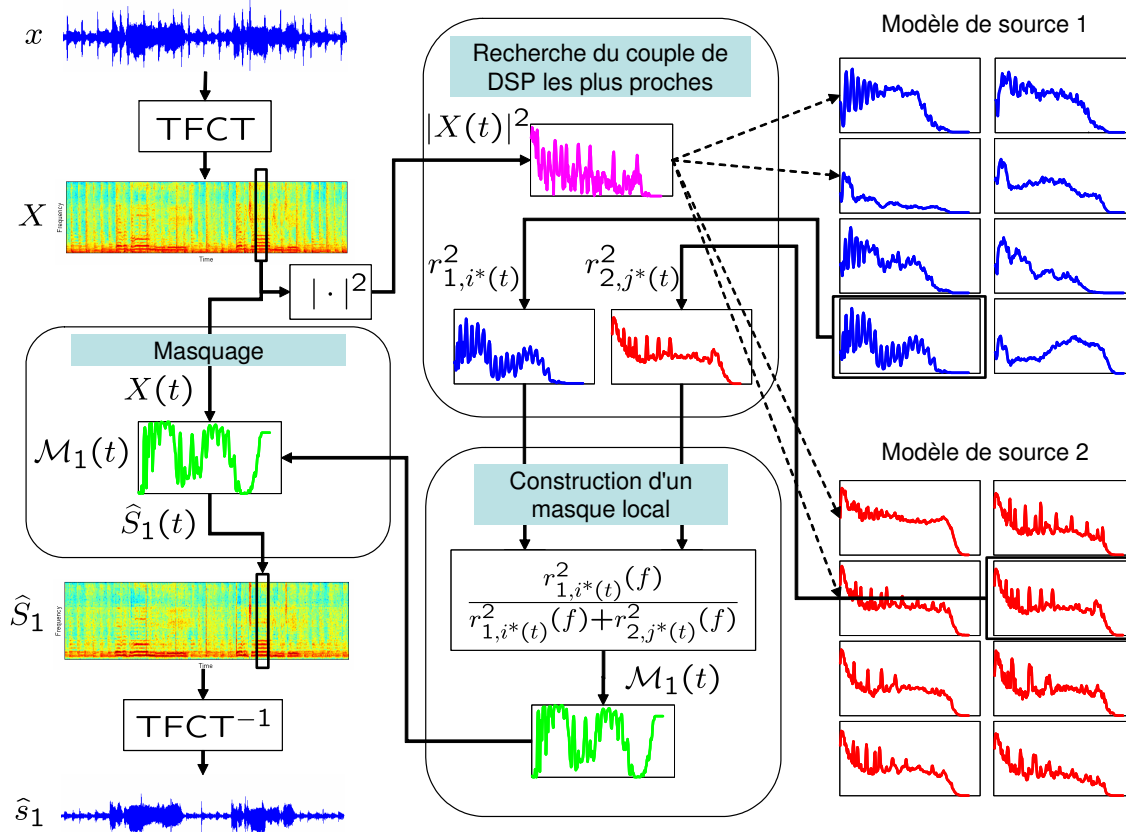 x
TFCT
X
Frequency
Time
| · |²
Masquage
X(t)
ℳ₁(t)
Ŝ₁(t)
Ŝ₁
Frequency
Time
TFCT⁻¹
ŝ₁
Recherche du couple de
DSP les plus proches
|X(t)|²
r²₁,ᵢ*₍ₜ₎
r²₂,ⱼ*₍ₜ₎
Construction d'un
masque local
r²₁,ᵢ*₍ₜ₎(f)
r²₁,ᵢ*₍ₜ₎(f)+r²₂,ⱼ*₍ₜ₎(f)
ℳ₁(t)
Modèle de source 1
Modèle de source 2